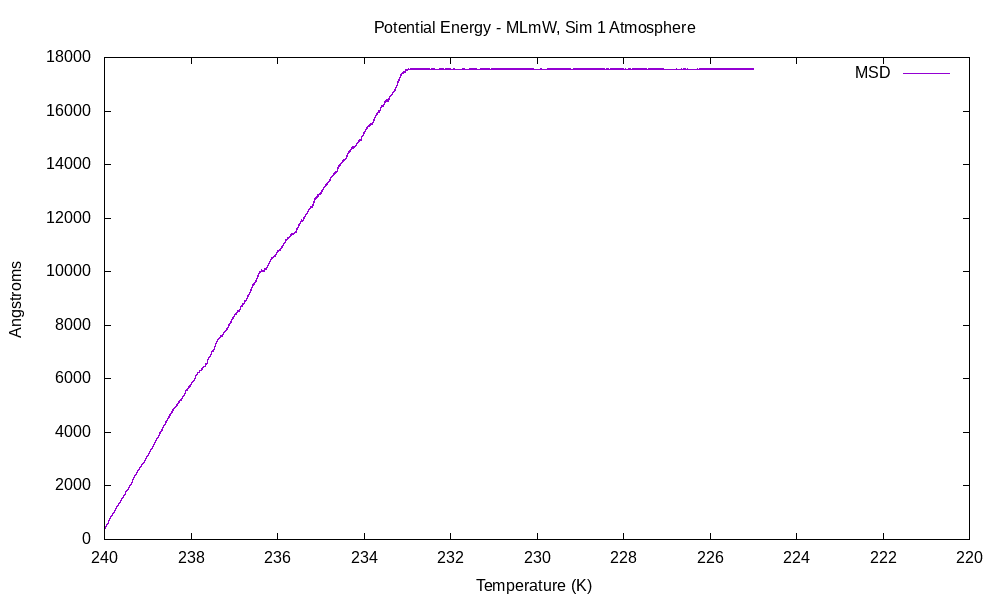 Potential Energy - MLmW, Sim 1 Atmosphere
18000
MSD
16000
14000
12000
10000
Angstroms
8000
6000
4000
2000
0
240 238 236 234 232 230 228 226 224 222 220
Temperature (K)